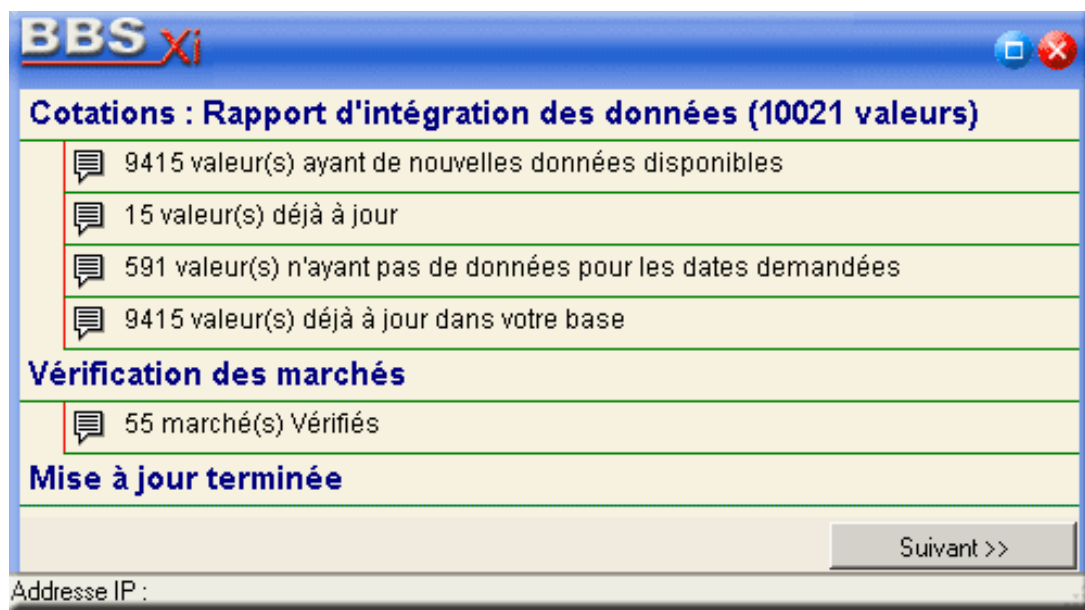 BBS Xi
Cotations : Rapport d'intégration des données (10021 valeurs)
9415 valeur(s) ayant de nouvelles données disponibles
15 valeur(s) déjà à jour
591 valeur(s) n'ayant pas de données pour les dates demandées
9415 valeur(s) déjà à jour dans votre base
Vérification des marchés
55 marché(s) Vérifiés
Mise à jour terminée
Suivant >>
Addresse IP :